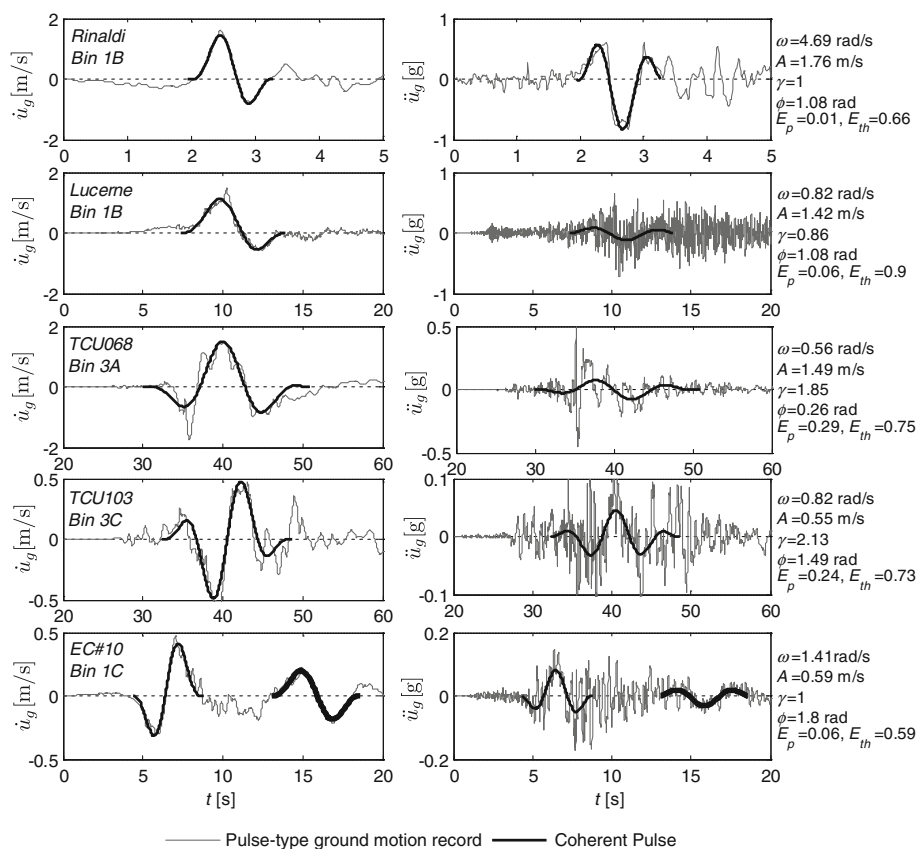 Rinaldi
Bin 1B
u̇g [m/s]
2
0
-2
0 1 2 3 4 5
üg [g]
1
0
-1
0 1 2 3 4 5
ω=4.69 rad/s
A=1.76 m/s
γ=1
ϕ=1.08 rad
Ep=0.01, Eth=0.66
Lucerne
Bin 1B
u̇g [m/s]
2
0
-2
0 5 10 15 20
üg [g]
1
0
-1
0 5 10 15 20
ω=0.82 rad/s
A=1.42 m/s
γ=0.86
ϕ=1.08 rad
Ep=0.06, Eth=0.9
TCU068
Bin 3A
u̇g [m/s]
2
0
-2
20 30 40 50 60
üg [g]
0.5
0
-0.5
20 30 40 50 60
ω=0.56 rad/s
A=1.49 m/s
γ=1.85
ϕ=0.26 rad
Ep=0.29, Eth=0.75
TCU103
Bin 3C
u̇g [m/s]
0.5
0
-0.5
20 30 40 50 60
üg [g]
0.1
0
-0.1
20 30 40 50 60
ω=0.82 rad/s
A=0.55 m/s
γ=2.13
ϕ=1.49 rad
Ep=0.24, Eth=0.73
EC#10
Bin 1C
u̇g [m/s]
0.5
0
-0.5
0 5 10 15 20
t [s]
üg [g]
0.2
0
-0.2
0 5 10 15 20
t [s]
ω=1.41rad/s
A=0.59 m/s
γ=1
ϕ=1.8 rad
Ep=0.06, Eth=0.59
Pulse-type ground motion record
Coherent Pulse